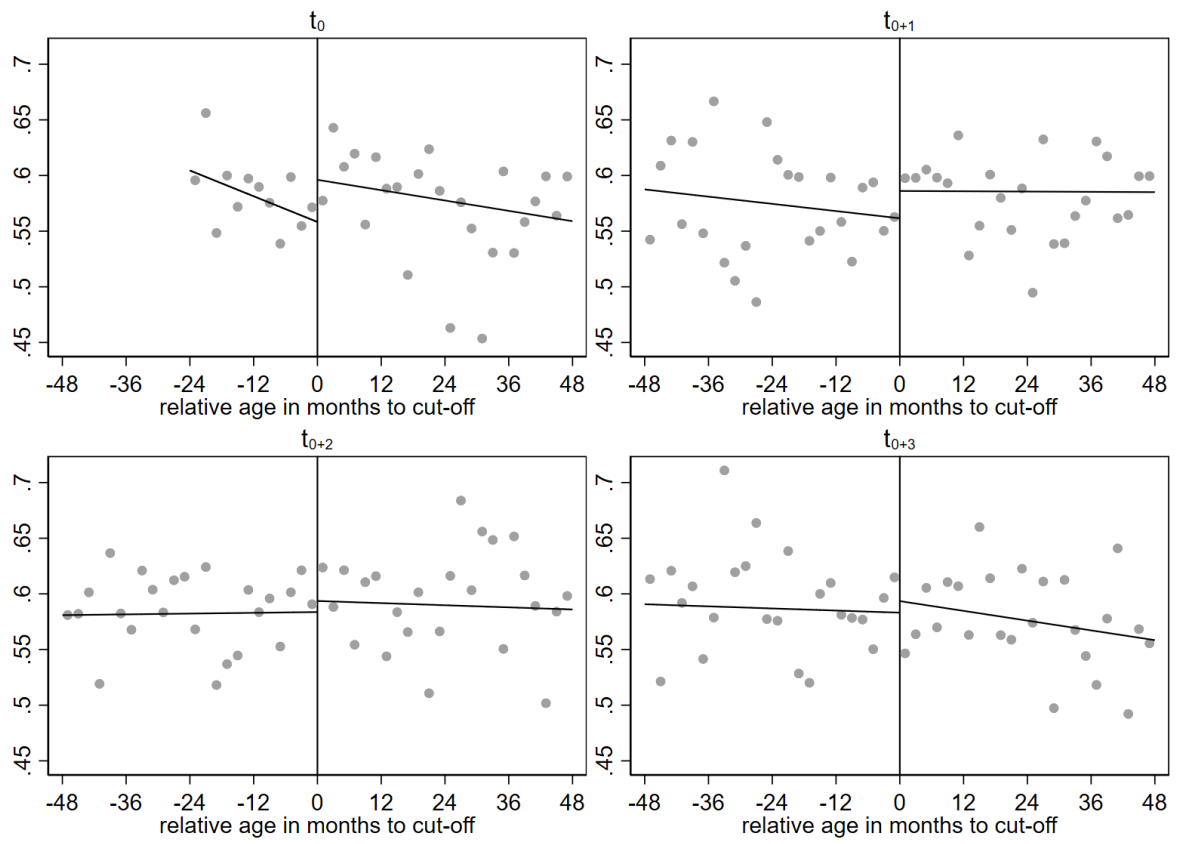 t0
.7
.65
.6
.55
.5
.45
-48 -36 -24 -12 0 12 24 36 48
relative age in months to cut-off
t0+1
.7
.65
.6
.55
.5
.45
-48 -36 -24 -12 0 12 24 36 48
relative age in months to cut-off
t0+2
.7
.65
.6
.55
.5
.45
-48 -36 -24 -12 0 12 24 36 48
relative age in months to cut-off
t0+3
.7
.65
.6
.55
.5
.45
-48 -36 -24 -12 0 12 24 36 48
relative age in months to cut-off